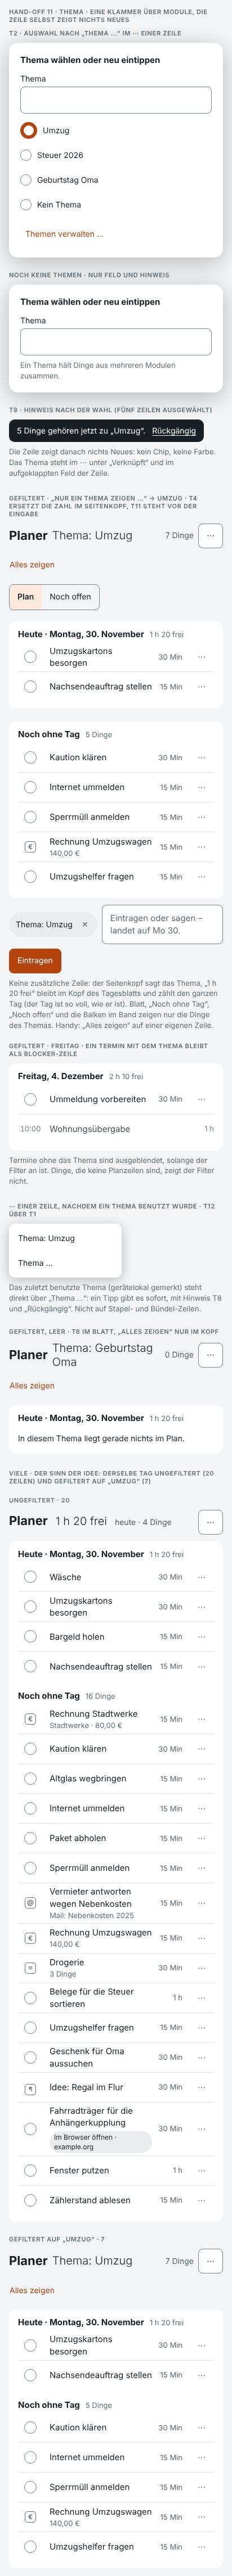 HAND-OFF 11 · THEMA · EINE KLAMMER ÜBER MODULE, DIE
ZEILE SELBST ZEIGT NICHTS NEUES
T2 · AUSWAHL NACH „THEMA …“ IM ··· EINER ZEILE
Thema wählen oder neu eintippen
Thema
Umzug
Steuer 2026
Geburtstag Oma
Kein Thema
Themen verwalten …
NOCH KEINE THEMEN · NUR FELD UND HINWEIS
Thema wählen oder neu eintippen
Thema
Ein Thema hält Dinge aus mehreren Modulen
zusammen.
T8 · HINWEIS NACH DER WAHL (FÜNF ZEILEN AUSGEWÄHLT)
5 Dinge gehören jetzt zu „Umzug“. Rückgängig
Die Zeile zeigt danach nichts Neues: kein Chip, keine Farbe.
Das Thema steht im ··· unter „Verknüpft“ und im
aufgeklappten Feld der Zeile.
GEFILTERT · „NUR EIN THEMA ZEIGEN …“ → UMZUG · T4
ERSETZT DIE ZAHL IM SEITENKOPF, T11 STEHT VOR DER
EINGABE
Planer Thema: Umzug 7 Dinge ···
Alles zeigen
Plan Noch offen
Heute · Montag, 30. November 1 h 20 frei
Umzugskartons
besorgen 30 Min ···
Nachsendeauftrag stellen 15 Min ···
Noch ohne Tag 5 Dinge
Kaution klären 30 Min ···
Internet ummelden 15 Min ···
Sperrmüll anmelden 15 Min ···
€ Rechnung Umzugswagen 15 Min ···
140,00 €
Umzugshelfer fragen 15 Min ···
Thema: Umzug ✕ Eintragen oder sagen –
landet auf Mo 30.
Eintragen
Keine zusätzliche Zeile: der Seitenkopf sagt das Thema, „1 h
20 frei“ bleibt im Kopf des Tagesblatts und zählt den ganzen
Tag (der Tag ist so voll, wie er ist). Blatt, „Noch ohne Tag“,
„Noch offen“ und die Balken im Band zeigen nur die Dinge
des Themas. Handy: „Alles zeigen“ auf einer eigenen Zeile.
GEFILTERT · FREITAG · EIN TERMIN MIT DEM THEMA BLEIBT
ALS BLOCKER-ZEILE
Freitag, 4. Dezember 2 h 10 frei
Ummeldung vorbereiten 30 Min ···
10:00 Wohnungsübergabe 1 h
Termine ohne das Thema sind ausgeblendet, solange der
Filter an ist. Dinge, die keine Planzeilen sind, zeigt der Filter
nicht.
··· EINER ZEILE, NACHDEM EIN THEMA BENUTZT WURDE · T12
ÜBER T1
Thema: Umzug
Thema …
Das zuletzt benutzte Thema (gerätelokal gemerkt) steht
direkt über „Thema …“: ein Tipp gibt es sofort, mit Hinweis T8
und „Rückgängig“. Nicht auf Stapel- und Bündel-Zeilen.
GEFILTERT, LEER · T6 IM BLATT, „ALLES ZEIGEN“ NUR IM KOPF
Planer Thema: Geburtstag
Oma 0 Dinge ···
Alles zeigen
Heute · Montag, 30. November 1 h 20 frei
In diesem Thema liegt gerade nichts im Plan.
VIELE · DER SINN DER IDEE: DERSELBE TAG UNGEFILTERT (20
ZEILEN) UND GEFILTERT AUF „UMZUG“ (7)
UNGEFILTERT · 20
Planer 1 h 20 frei heute · 4 Dinge ···
Heute · Montag, 30. November 1 h 20 frei
Wäsche 30 Min ···
Umzugskartons
besorgen 30 Min ···
Bargeld holen 15 Min ···
Nachsendeauftrag stellen 15 Min ···
Noch ohne Tag 16 Dinge
€ Rechnung Stadtwerke 15 Min ···
Stadtwerke · 80,00 €
Kaution klären 30 Min ···
Altglas wegbringen 15 Min ···
Internet ummelden 15 Min ···
Paket abholen 15 Min ···
Sperrmüll anmelden 15 Min ···
@ Vermieter antworten
wegen Nebenkosten 15 Min ···
Mail: Nebenkosten 2025
€ Rechnung Umzugswagen 15 Min ···
140,00 €
Drogerie 30 Min ···
3 Dinge
Belege für die Steuer
sortieren 1 h ···
Umzugshelfer fragen 15 Min ···
Geschenk für Oma
aussuchen 30 Min ···
¶ Idee: Regal im Flur 30 Min ···
Fahrradträger für die
Anhängerkupplung 30 Min ···
Im Browser öffnen ·
example.org
Fenster putzen 1 h ···
Zählerstand ablesen 15 Min ···
GEFILTERT AUF „UMZUG“ · 7
Planer Thema: Umzug 7 Dinge ···
Alles zeigen
Heute · Montag, 30. November 1 h 20 frei
Umzugskartons
besorgen 30 Min ···
Nachsendeauftrag stellen 15 Min ···
Noch ohne Tag 5 Dinge
Kaution klären 30 Min ···
Internet ummelden 15 Min ···
Sperrmüll anmelden 15 Min ···
€ Rechnung Umzugswagen 15 Min ···
140,00 €
Umzugshelfer fragen 15 Min ···